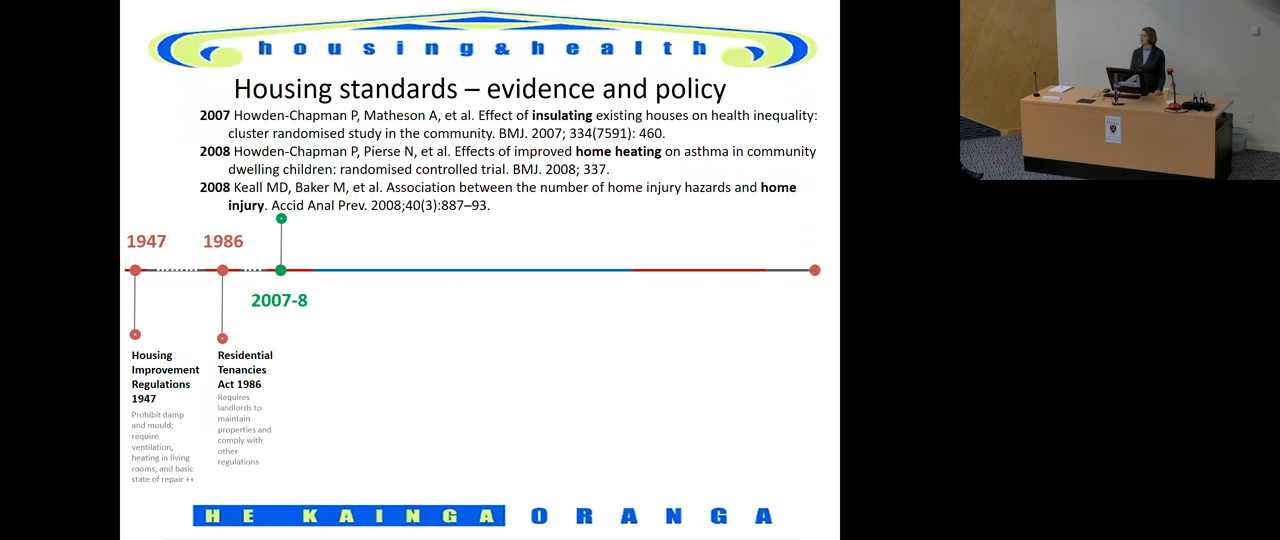 housing&health
Housing standards – evidence and policy
2007 Howden-Chapman P, Matheson A, et al. Effect of insulating existing houses on health inequality:
cluster randomised study in the community. BMJ. 2007; 334(7591): 460.
2008 Howden-Chapman P, Pierse N, et al. Effects of improved home heating on asthma in community
dwelling children: randomised controlled trial. BMJ. 2008; 337.
2008 Keall MD, Baker M, et al. Association between the number of home injury hazards and home
injury. Accid Anal Prev. 2008;40(3):887–93.
1947
1986
2007-8
Housing
Improvement
Regulations
1947
Prohibit damp
and mould;
require
ventilation,
heating in living
rooms, and basic
state of repair ++
Residential
Tenancies
Act 1986
Requires
landlords to
maintain
properties and
comply with
other
regulations
HE KAINGA ORANGA